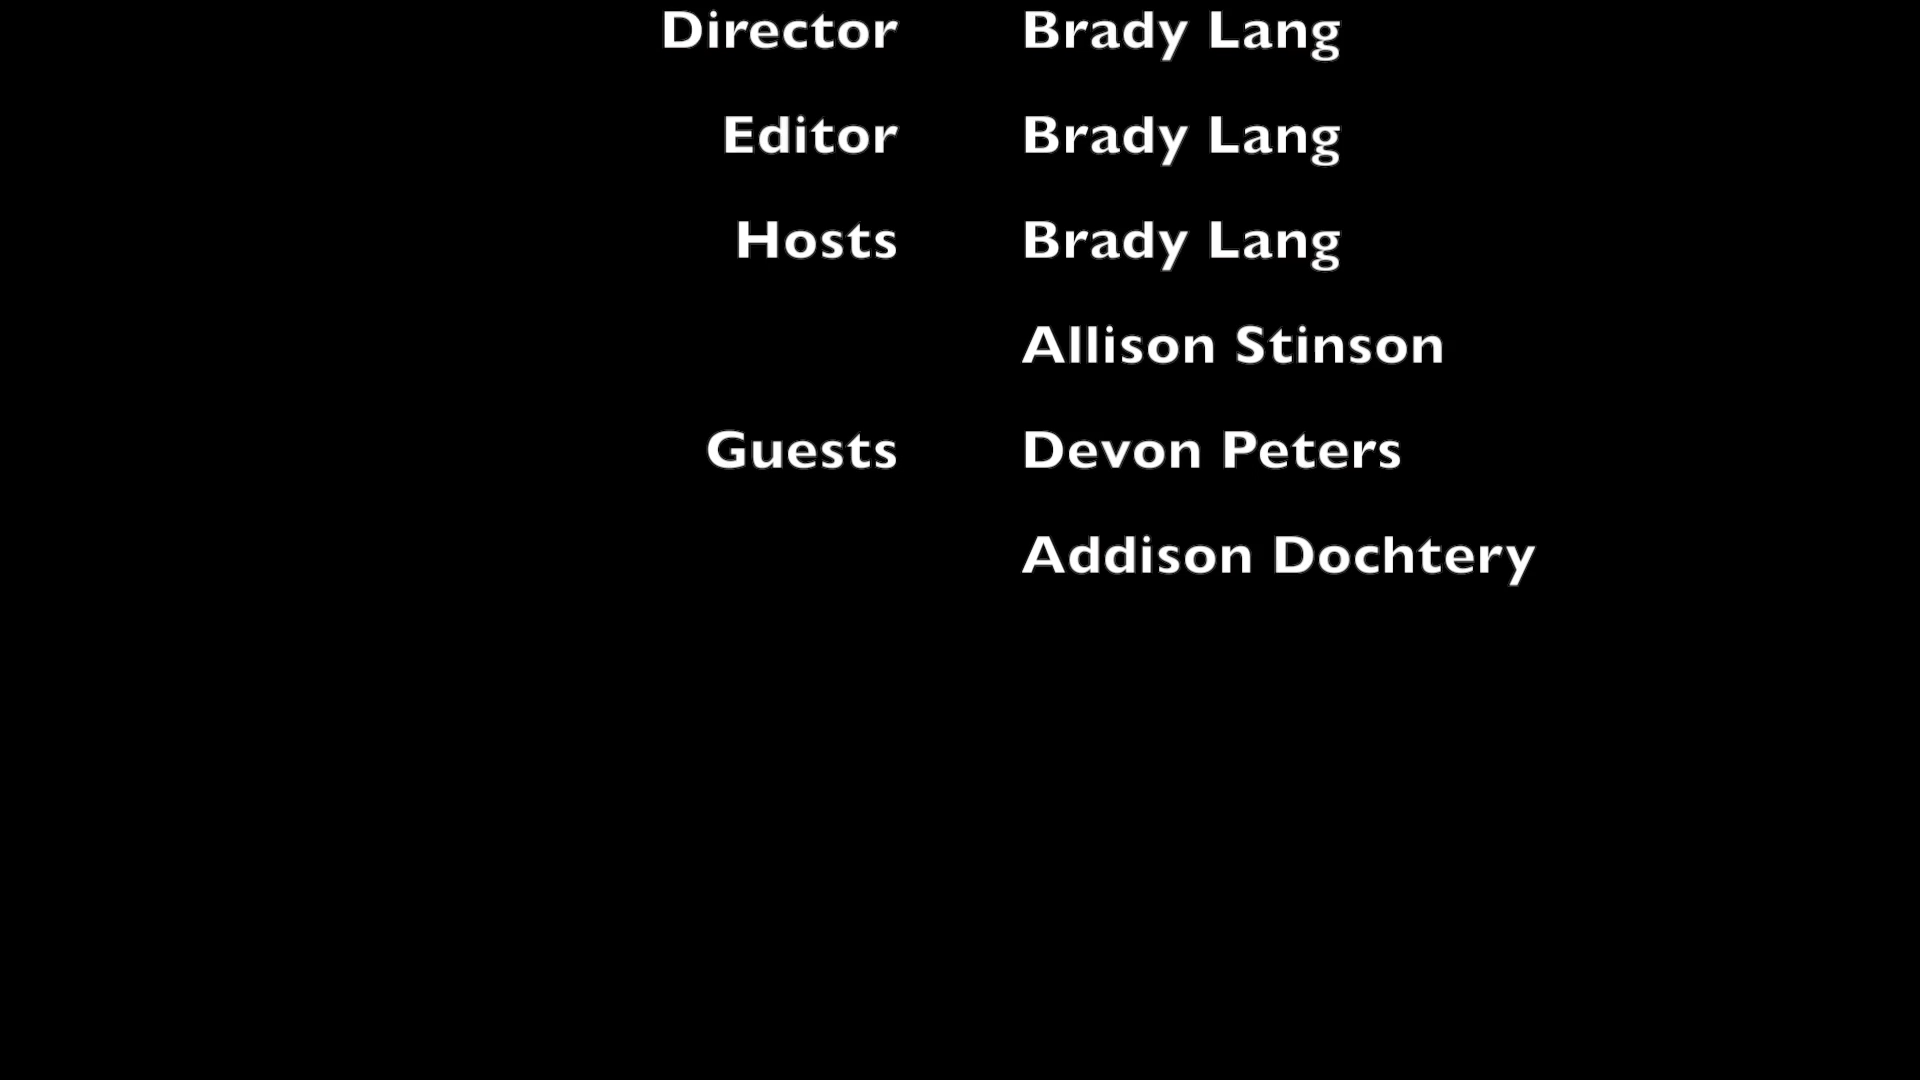 Director Brady Lang
Editor Brady Lang
Hosts Brady Lang
Allison Stinson
Guests Devon Peters
Addison Dochtery